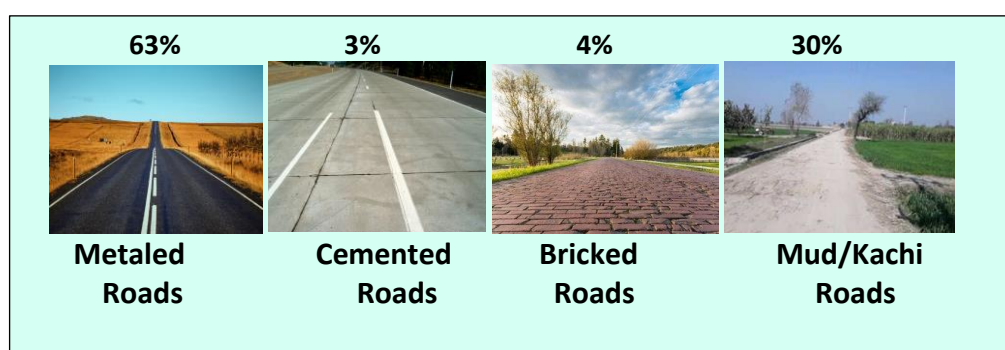 63% 3% 4% 30%
Metaled Cemented Bricked Mud/Kachi
Roads Roads Roads Roads